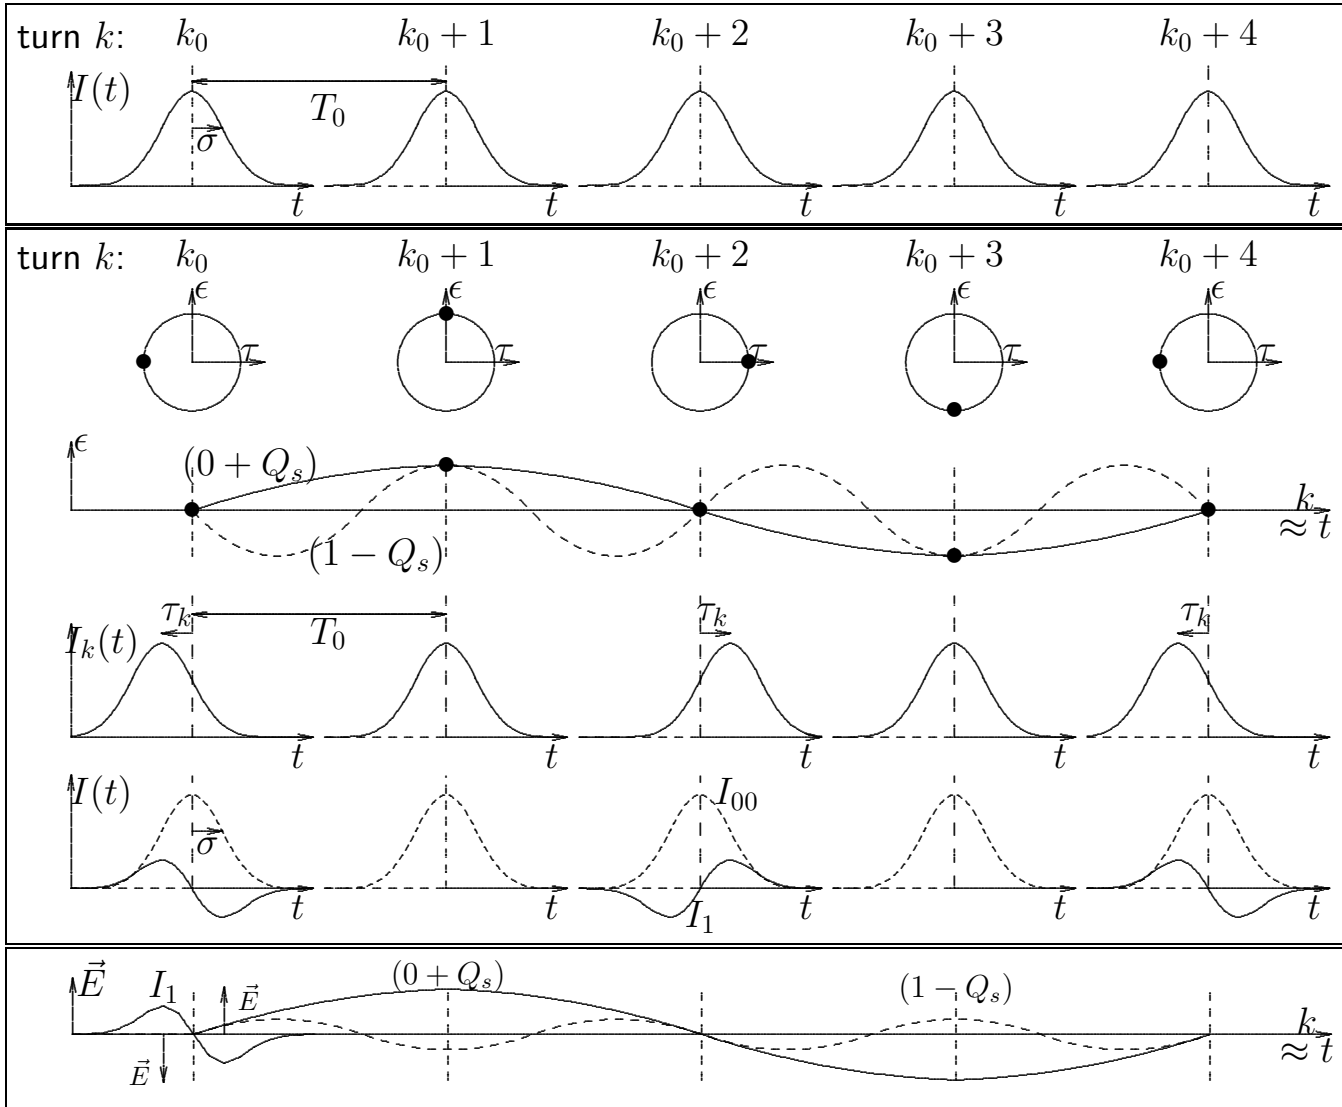 turn k: k₀ k₀ + 1 k₀ + 2 k₀ + 3 k₀ + 4
I(t) T₀
σ
t t t t t
turn k: k₀ k₀ + 1 k₀ + 2 k₀ + 3 k₀ + 4
ϵ ϵ ϵ ϵ ϵ
τ τ τ τ τ
ϵ (0 + Qₛ)
k
(1 − Qₛ) ≈ t
τₖ T₀ τₖ τₖ
Iₖ(t)
t t t t t
I(t) I₀₀
σ
t t I₁ t t t
E⃗ I₁ E⃗ (0 + Qₛ) (1 − Qₛ)
k
E⃗ ≈ t